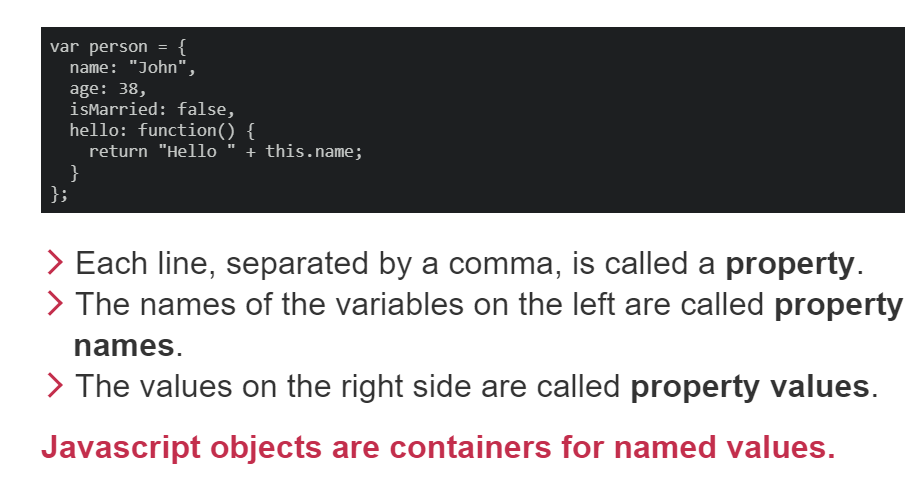 var person = {
  name: "John",
  age: 38,
  isMarried: false,
  hello: function() {
    return "Hello " + this.name;
  }
};
Each line, separated by a comma, is called a property.
The names of the variables on the left are called property
names.
The values on the right side are called property values.
Javascript objects are containers for named values.